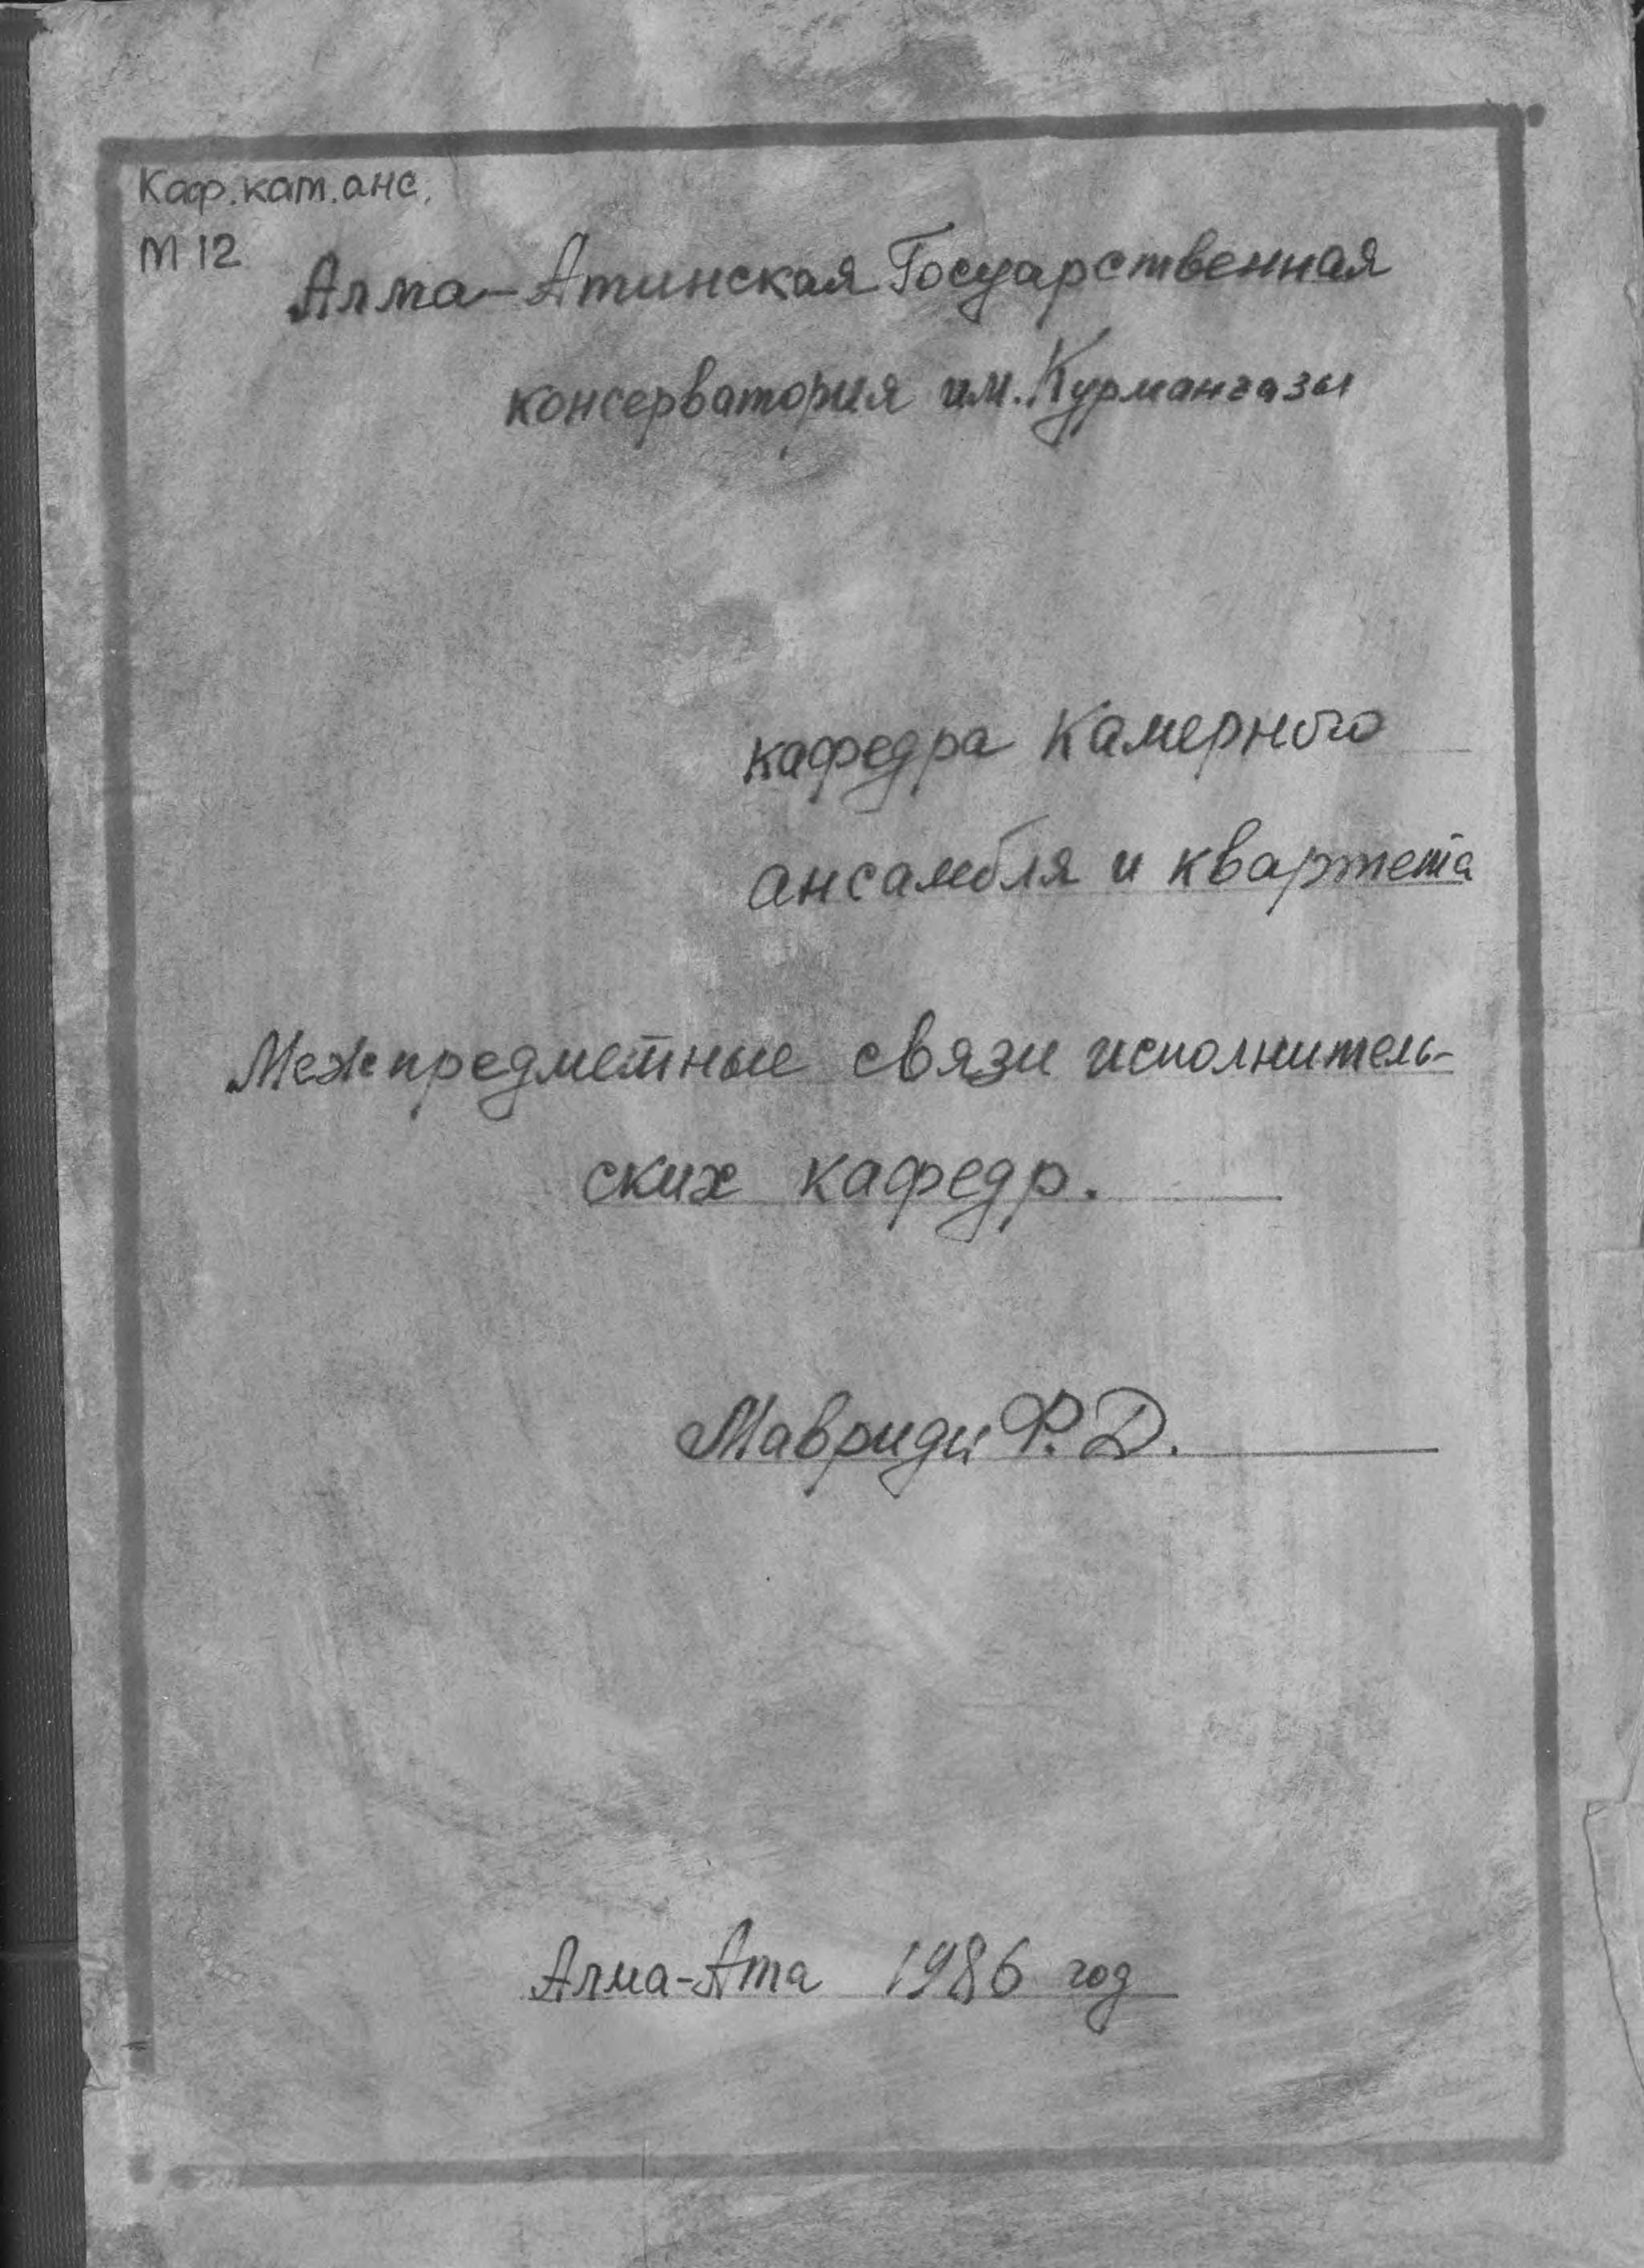 Каф.кат.анс.
М 12
Алма-Атинская Госуарственная
консерватория им. Курмангазы
кафедра Камерного
ансамбля и квартета
Межпредметные связи исполнитель-
ских кафедр.
Мавриди Ф. Д.
Алма-Ата 1986 год